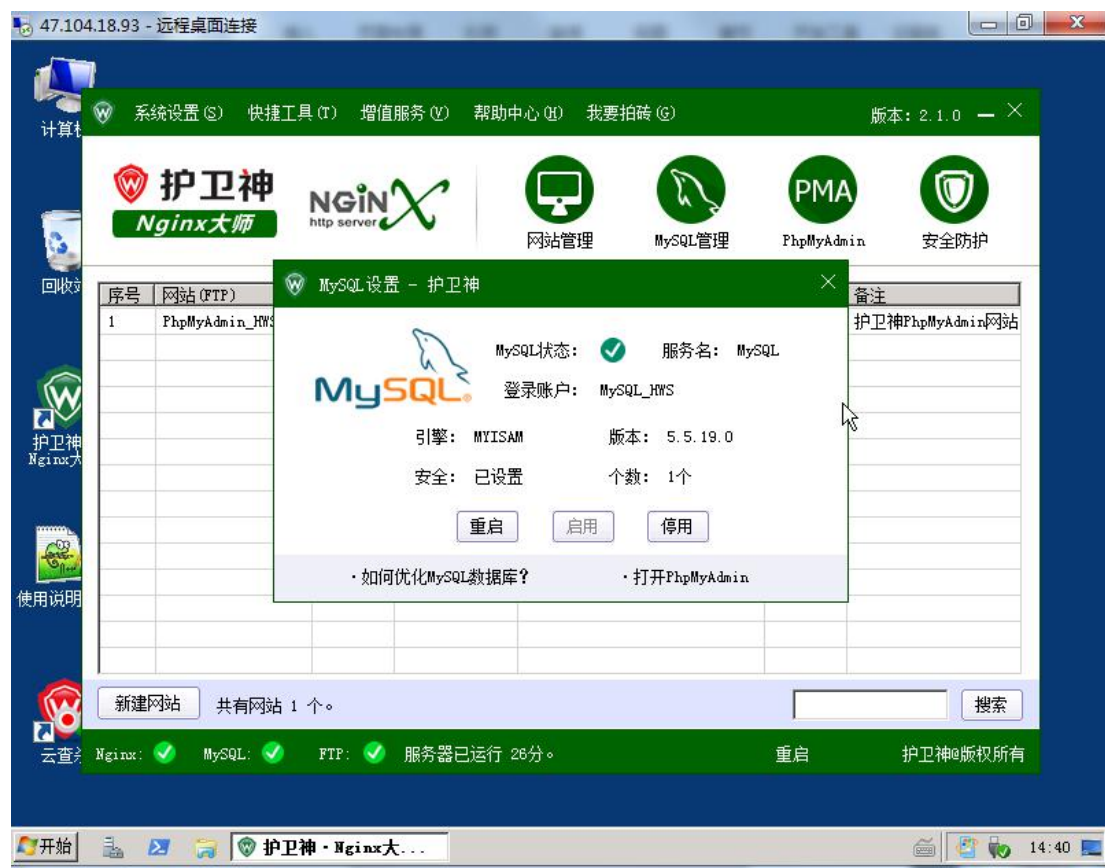 47.104.18.93 - 远程桌面连接
计算机
系统设置(S) 快捷工具(T) 增值服务(V) 帮助中心(H) 我要拍砖(G) 版本: 2.1.0
护卫神
Nginx大师
NGiNX
http server
网站管理 MySQL管理 PMA PhpMyAdmin 安全防护
回收站
序号 网站(FTP) 备注
1 PhpMyAdmin_HWS 护卫神PhpMyAdmin网站
MySQL设置 - 护卫神
MySQL
MySQL状态: 服务名: MySQL
登录账户: MySQL_HWS
引擎: MYISAM 版本: 5.5.19.0
安全: 已设置 个数: 1个
重启 启用 停用
·如何优化MySQL数据库? ·打开PhpMyAdmin
护卫神
Nginx大
使用说明
新建网站 共有网站 1 个。 搜索
云查杀
Nginx: MySQL: FTP: 服务器已运行 26分。 重启 护卫神@版权所有
开始 护卫神·Nginx大... 14:40